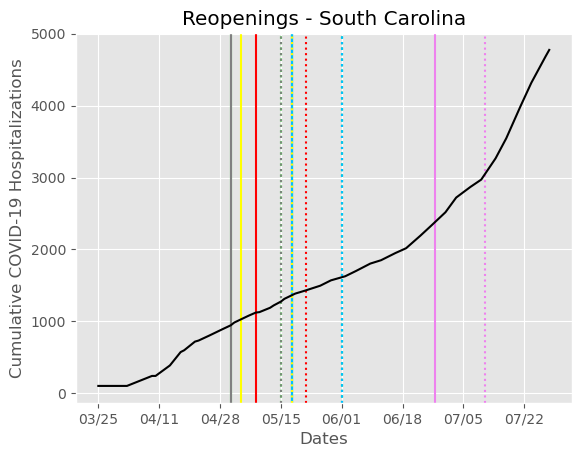 Reopenings - South Carolina
Cumulative COVID-19 Hospitalizations
5000
4000
3000
2000
1000
0
03/25 04/11 04/28 05/15 06/01 06/18 07/05 07/22
Dates